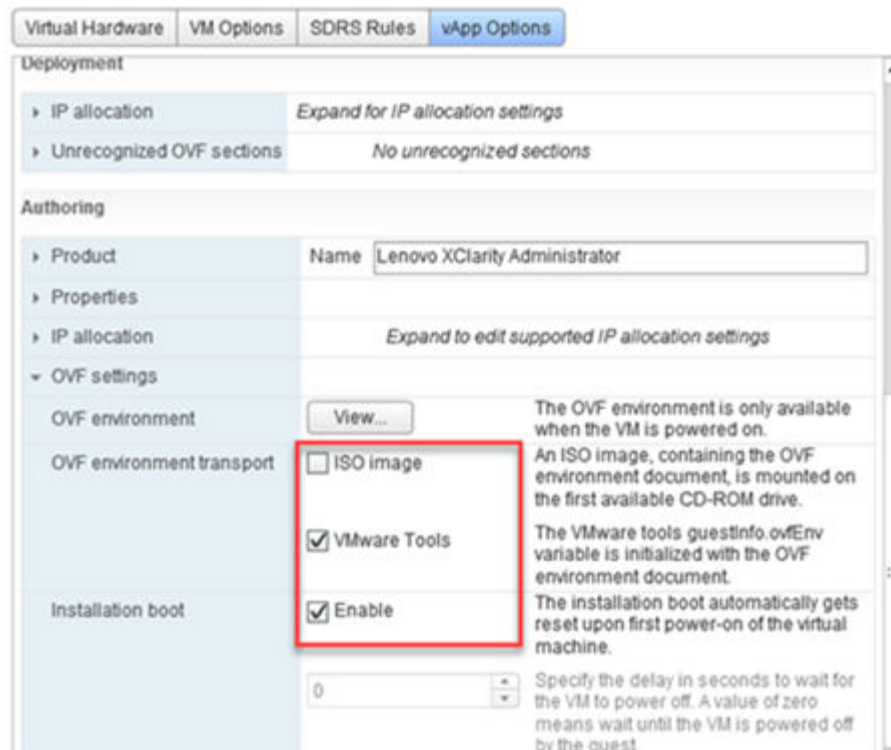 Virtual Hardware VM Options SDRS Rules vApp Options
Deployment
IP allocation Expand for IP allocation settings
Unrecognized OVF sections No unrecognized sections
Authoring
Product Name Lenovo XClarity Administrator
Properties
IP allocation Expand to edit supported IP allocation settings
OVF settings
OVF environment View... The OVF environment is only available
when the VM is powered on.
OVF environment transport ISO image An ISO image, containing the OVF
environment document, is mounted on
the first available CD-ROM drive.
VMware Tools The VMware tools guestInfo.ovfEnv
variable is initialized with the OVF
environment document.
Installation boot Enable The installation boot automatically gets
reset upon first power-on of the virtual
machine.
0 Specify the delay in seconds to wait for
the VM to power off. A value of zero
means wait until the VM is powered off
by the guest.